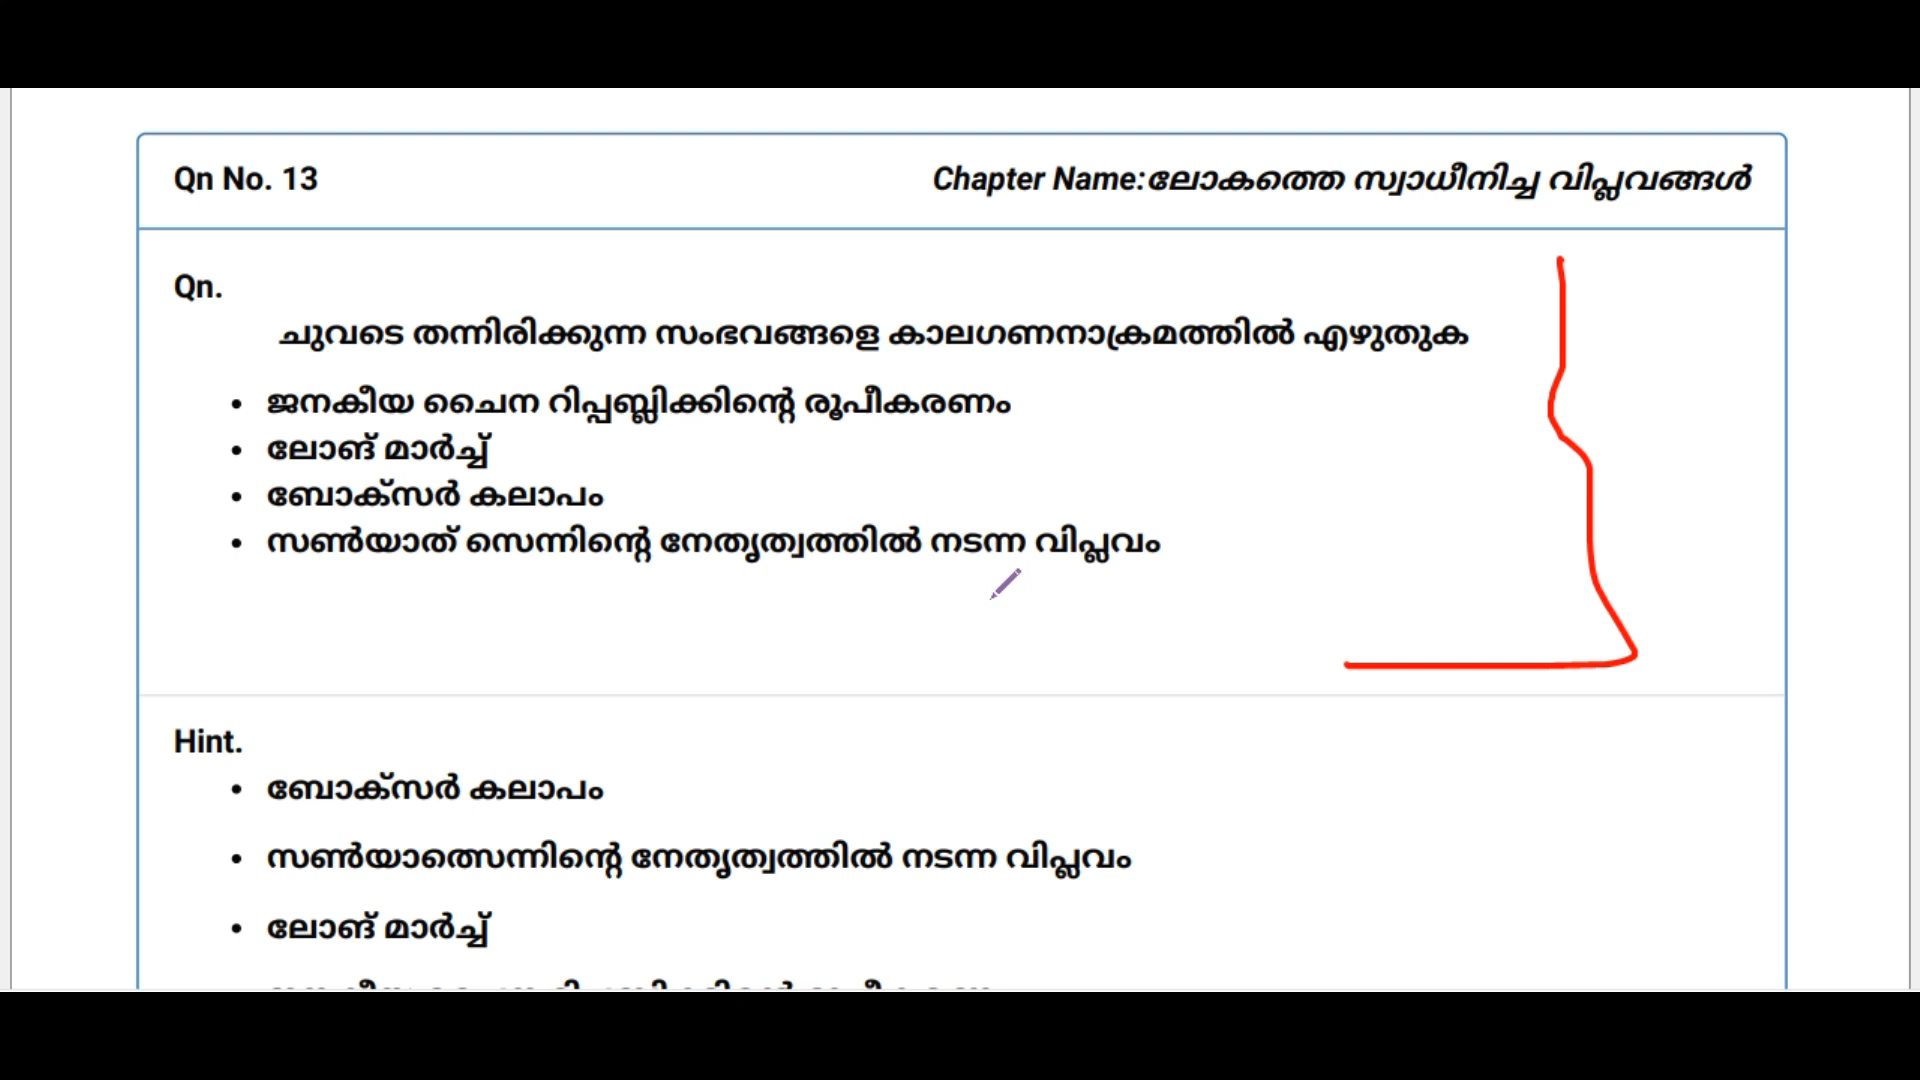 Qn No. 13
Chapter Name:ലോകത്തെ സ്വാധീനിച്ച വിപ്ലവങ്ങൾ
Qn.
ചുവടെ തന്നിരിക്കുന്ന സംഭവങ്ങളെ കാലഗണനാക്രമത്തിൽ എഴുതുക
• ജനകീയ ചൈന റിപ്പബ്ലിക്കിന്റെ രൂപീകരണം
• ലോങ് മാർച്ച്
• ബോക്സർ കലാപം
• സൺയാത് സെന്നിന്റെ നേതൃത്വത്തിൽ നടന്ന വിപ്ലവം
Hint.
• ബോക്സർ കലാപം
• സൺയാത്സെന്നിന്റെ നേതൃത്വത്തിൽ നടന്ന വിപ്ലവം
• ലോങ് മാർച്ച്